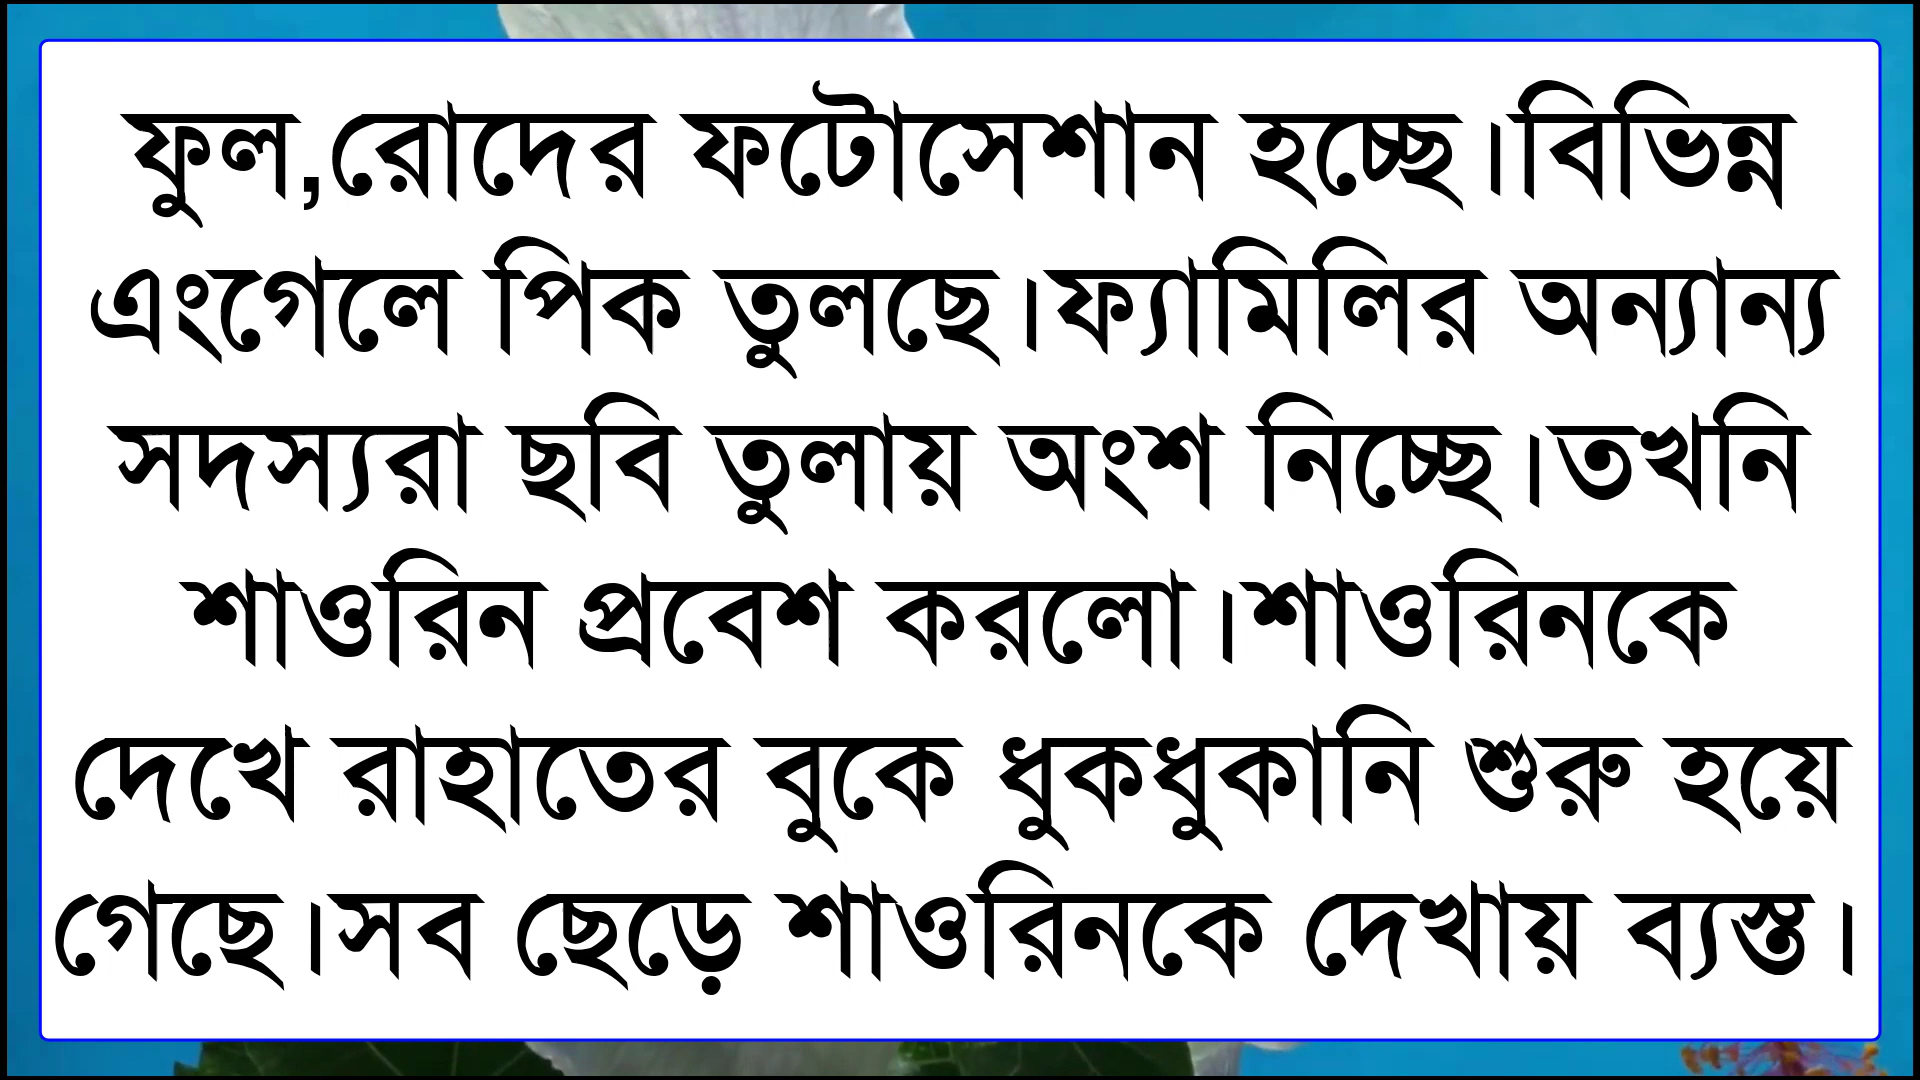 ফুল,রোদের ফটোসেশান হচ্ছে।বিভিন্ন
এংগেলে পিক তুলছে।ফ্যামিলির অন্যান্য
সদস্যরা ছবি তুলায় অংশ নিচ্ছে।তখনি
শাওরিন প্রবেশ করলো।শাওরিনকে
দেখে রাহাতের বুকে ধুকধুকানি শুরু হয়ে
গেছে।সব ছেড়ে শাওরিনকে দেখায় ব্যস্ত।